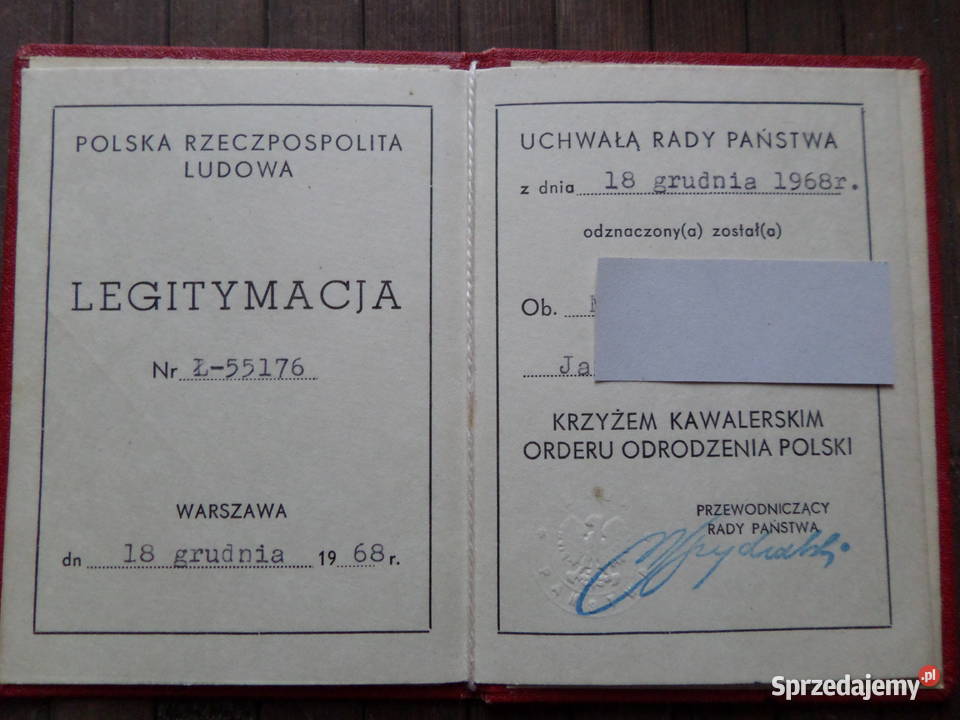 POLSKA RZECZPOSPOLITA
LUDOWA
LEGITYMACJA
Nr Ł-55176
WARSZAWA
dn 18 grudnia 1968 r.
UCHWAŁĄ RADY PAŃSTWA
z dnia 18 grudnia 1968r.
odznaczony(a) został(a)
Ob.
Ja
KRZYŻEM KAWALERSKIM
ORDERU ODRODZENIA POLSKI
PRZEWODNICZĄCY
RADY PAŃSTWA
Sprzedajemy.pl